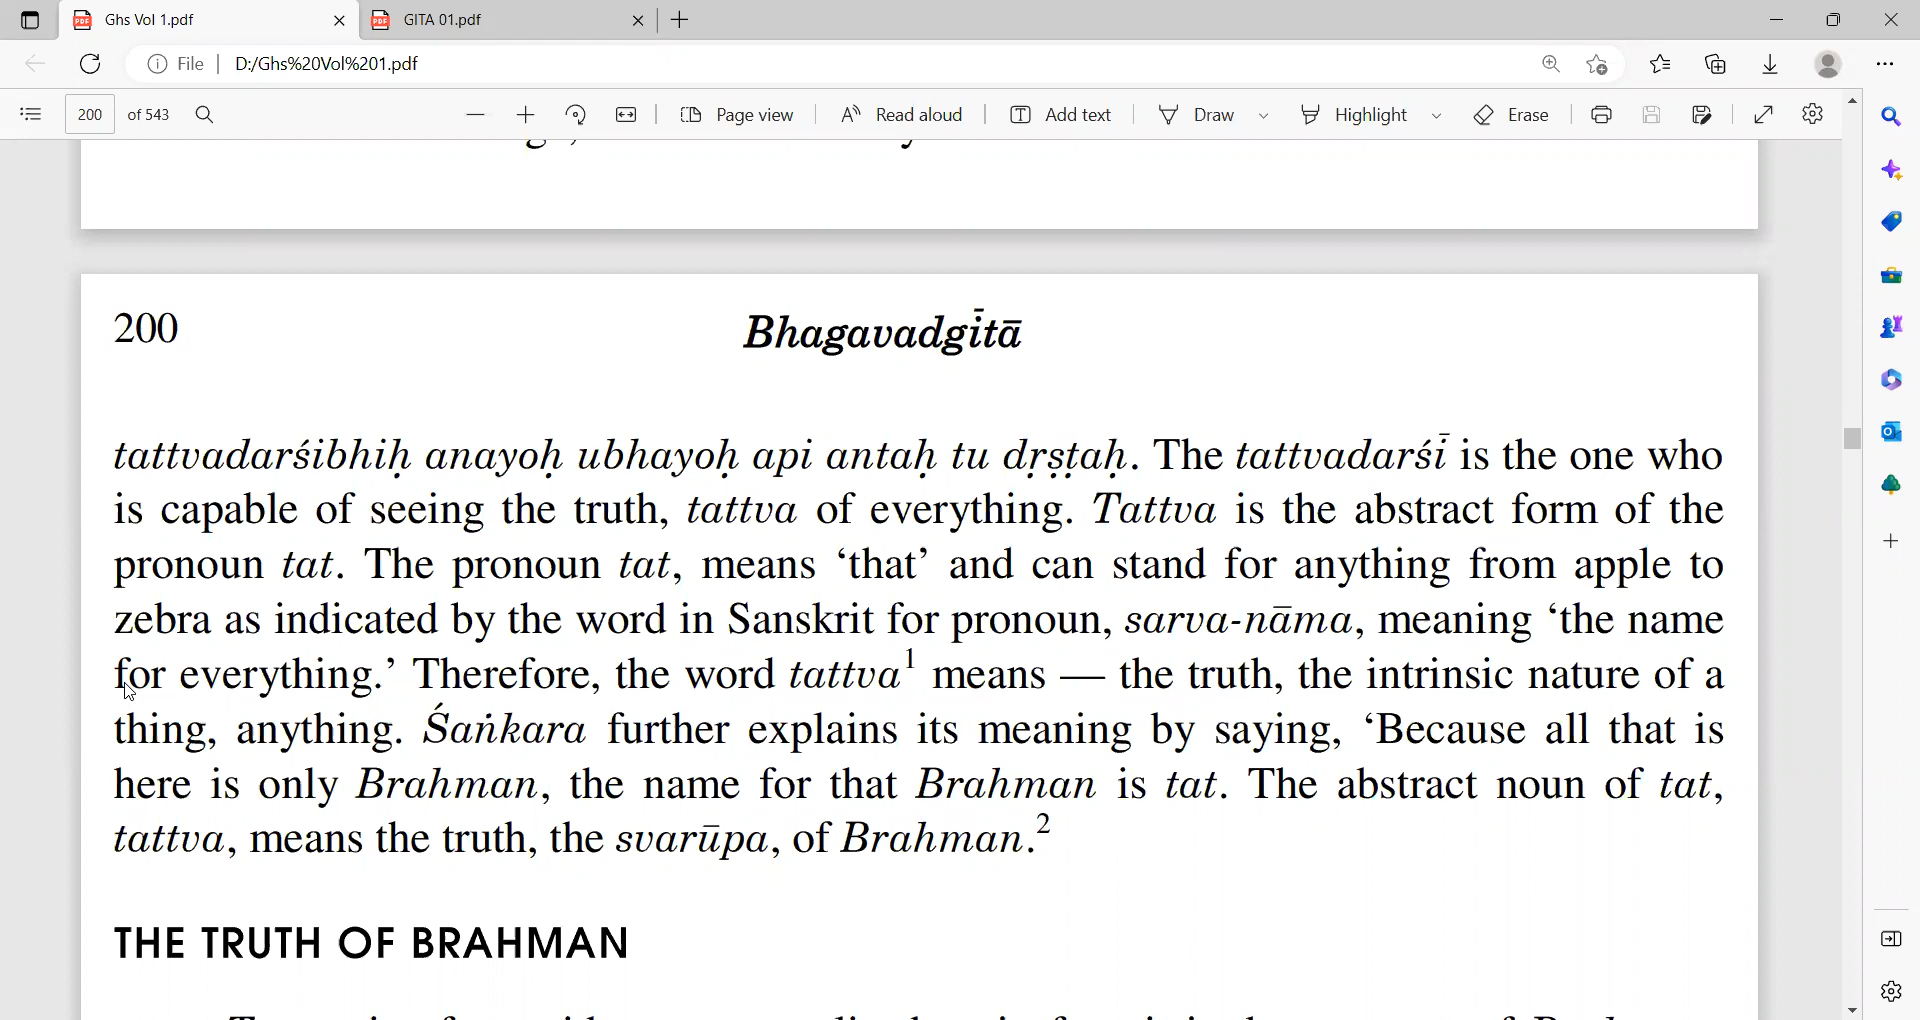 Ghs Vol 1.pdf
GITA 01.pdf
File
D:/Ghs%20Vol%201.pdf
200 of 543
Page view
Read aloud
Add text
Draw
Highlight
Erase
200
Bhagavadgītā
tattvadarśibhiḥ anayoḥ ubhayoḥ api antaḥ tu dṛṣṭaḥ. The tattvadarśī is the one who
is capable of seeing the truth, tattva of everything. Tattva is the abstract form of the
pronoun tat. The pronoun tat, means ‘that’ and can stand for anything from apple to
zebra as indicated by the word in Sanskrit for pronoun, sarva-nāma, meaning ‘the name
for everything.’ Therefore, the word tattva¹ means — the truth, the intrinsic nature of a
thing, anything. Śaṅkara further explains its meaning by saying, ‘Because all that is
here is only Brahman, the name for that Brahman is tat. The abstract noun of tat,
tattva, means the truth, the svarūpa, of Brahman.²
THE TRUTH OF BRAHMAN